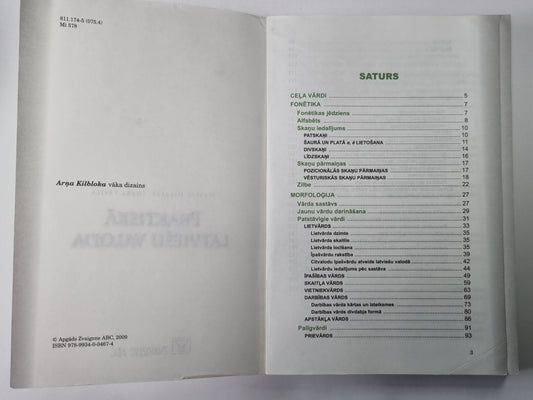 811.174-5 (075.4)
Mi 578
Arņa Kilbloka vāka dizains
© Apgāds Zvaigzne ABC, 2009
ISBN 978-9934-0-0467-4
SATURS
CEĻA VĀRDI 5
FONĒTIKA 7
Fonētikas jēdziens 7
Alfabēts 8
Skaņu iedalījums 10
PATSKAŅI 10
ŠAURĀ UN PLATĀ e, ē LIETOŠANA 11
DIVSKAŅI 14
LĪDZSKAŅI 16
Skaņu pārmaiņas 17
POZICIONĀLĀS SKAŅU PĀRMAIŅAS 17
VĒSTURISKĀS SKAŅU PĀRMAIŅAS 18
Zilbe 22
MORFOLOĢIJA 27
Vārda sastāvs 27
Jaunu vārdu darināšana 29
Patstāvīgie vārdi 31
LIETVĀRDS 33
Lietvārda dzimte 35
Lietvārda skaitlis 35
Lietvārda locīšana 35
Īpašvārdu rakstība 39
Citvalodu īpašvārdu atveide latviešu valodā 42
Lietvārdu iedalījums pēc sastāva 44
ĪPAŠĪBAS VĀRDS 49
SKAITĻA VĀRDS 59
VIETNIEKVĀRDS 63
DARBĪBAS VĀRDS 69
Darbības vārda kārtas un izteiksmes 73
Darbības vārds divdabja formā 80
APSTĀKĻA VĀRDS 86
Palīgvārdi 91
PRIEVĀRDS 93
3